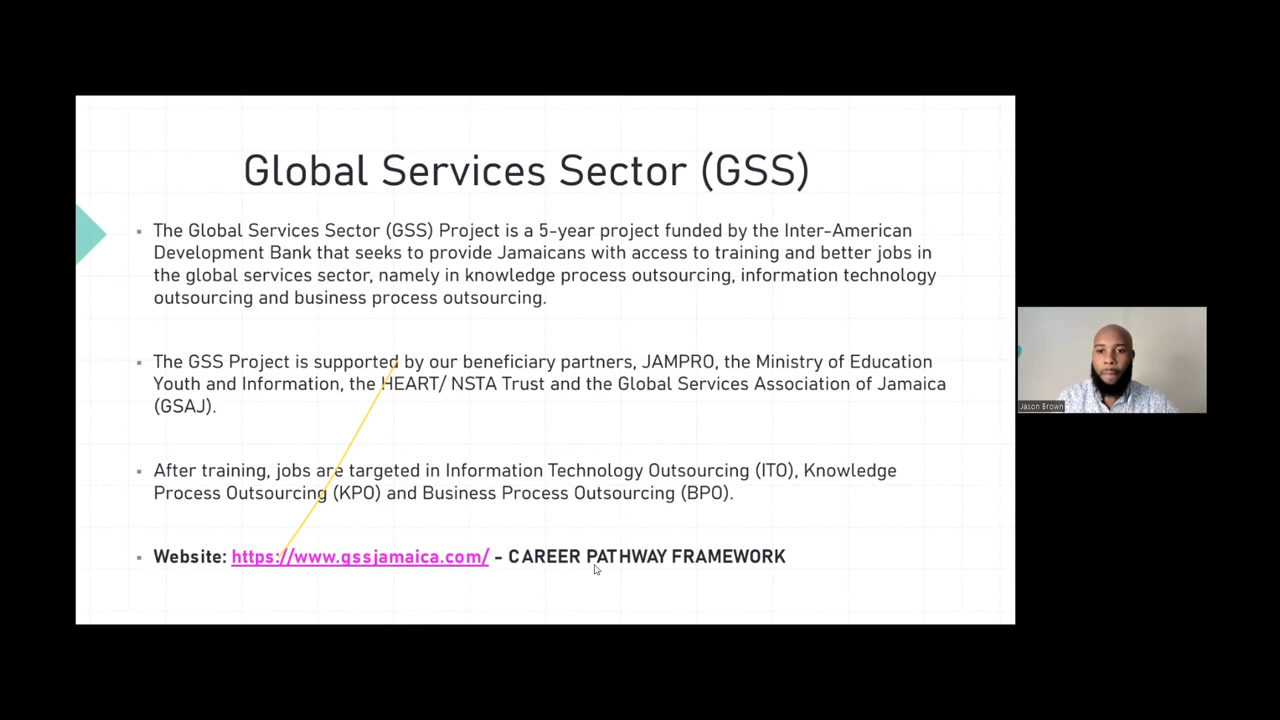 Global Services Sector (GSS)
▪ The Global Services Sector (GSS) Project is a 5-year project funded by the Inter-American
Development Bank that seeks to provide Jamaicans with access to training and better jobs in
the global services sector, namely in knowledge process outsourcing, information technology
outsourcing and business process outsourcing.
▪ The GSS Project is supported by our beneficiary partners, JAMPRO, the Ministry of Education
Youth and Information, the HEART/ NSTA Trust and the Global Services Association of Jamaica
(GSAJ).
▪ After training, jobs are targeted in Information Technology Outsourcing (ITO), Knowledge
Process Outsourcing (KPO) and Business Process Outsourcing (BPO).
▪ Website: https://www.gssjamaica.com/ – CAREER PATHWAY FRAMEWORK
Jason Brown